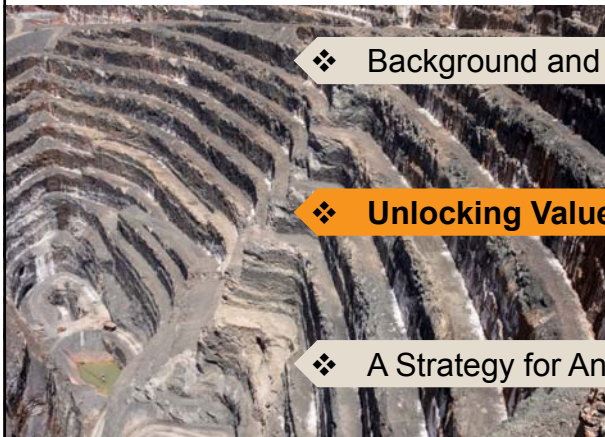 ❖ Background and
❖ Unlocking Value
❖ A Strategy for An